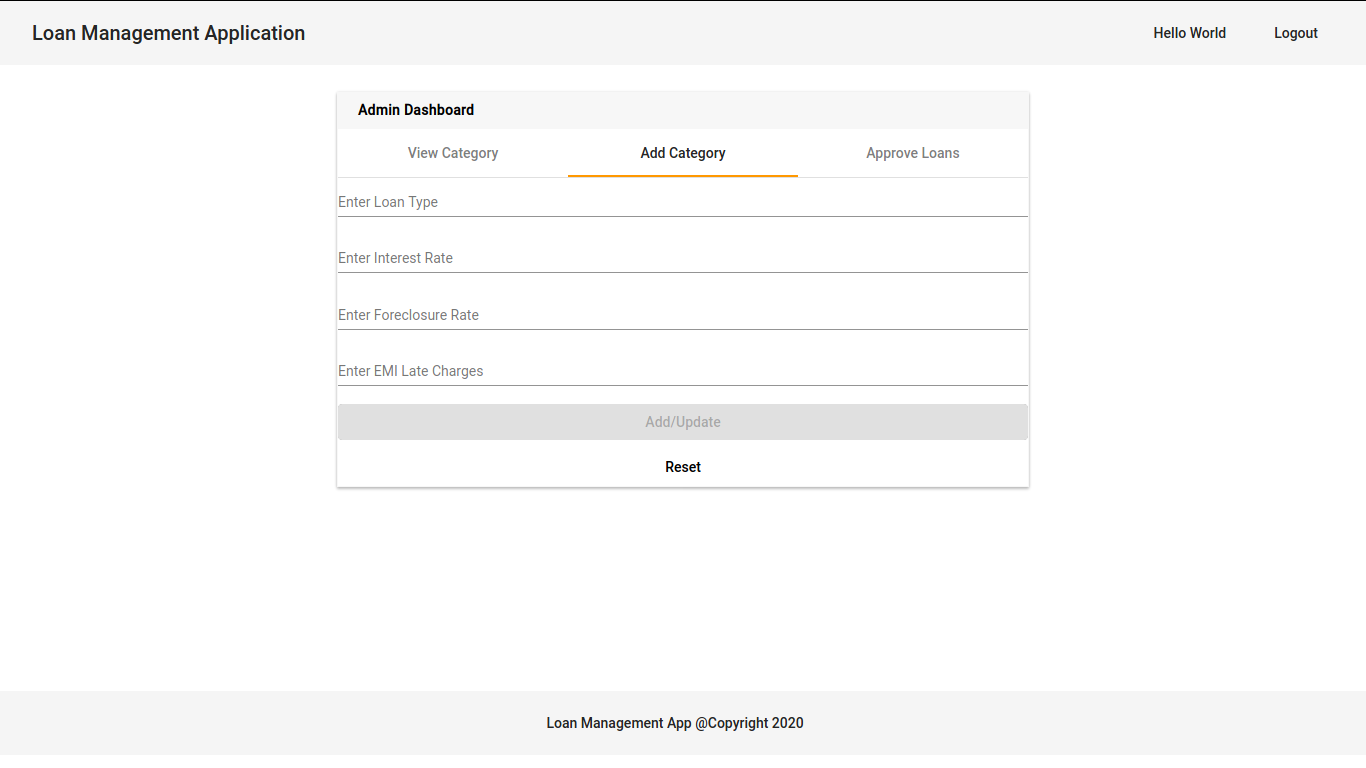 Loan Management Application Hello World Logout
Admin Dashboard
View Category Add Category Approve Loans
Enter Loan Type
Enter Interest Rate
Enter Foreclosure Rate
Enter EMI Late Charges
Add/Update
Reset
Loan Management App @Copyright 2020